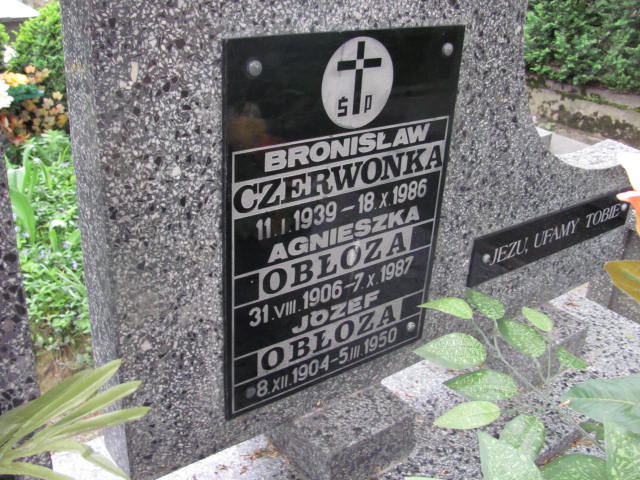 Ś P
BRONISŁAW
CZERWONKA
11.I.1939 – 18.X.1986
AGNIESZKA
OBŁOZA
31.VIII.1906 – 7.X.1987
JÓZEF
OBŁOZA
8.XII.1904 – 5.III.1950
JEZU, UFAMY TOBIE